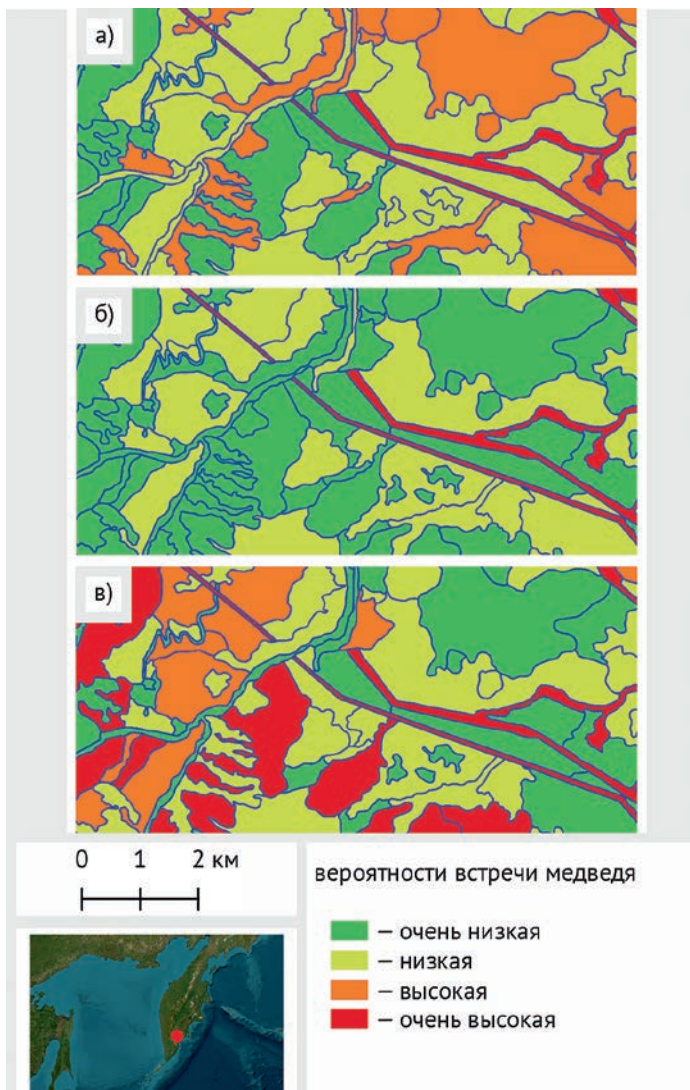 а)
б)
в)
0 1 2 км
вероятности встречи медведя
– очень низкая
– низкая
– высокая
– очень высокая